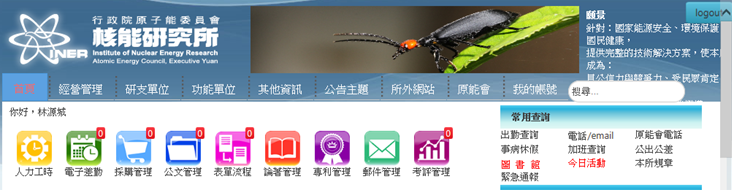 行政院原子能委員會
核能研究所
INER
Institute of Nuclear Energy Research
Atomic Energy Council, Executive Yuan
願景
logout
針對：國家能源安全、環境保護
國民健康，
提供完整的技術解決方案，使本
成為：
具公信力與競爭力、受民眾肯定
首頁 經營管理 研支單位 功能單位 其他資訊 公告主題 所外網站 原能會 我的帳號
搜尋...
你好，林源城
0 0 0 0 0 0
人力工時 電子差勤 採購管理 公文管理 表單流程 論著管理 專利管理 郵件管理 考評管理
常用查詢
出勤查詢 電話/email 原能會電話
事病休假 加班查詢 公出公差
圖書館 今日活動 本所規章
緊急通報